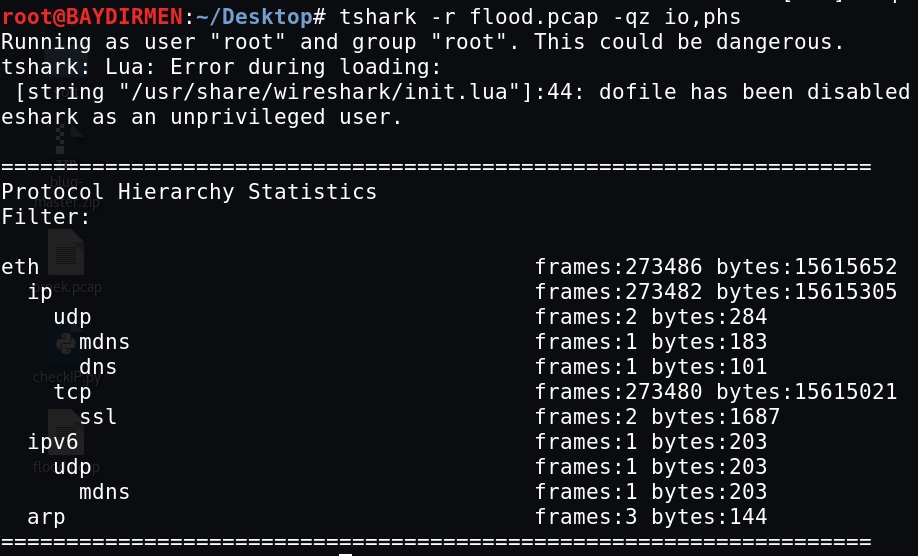 root@BAYDIRMEN:~/Desktop# tshark -r flood.pcap -qz io,phs
Running as user "root" and group "root". This could be dangerous.
tshark: Lua: Error during loading:
 [string "/usr/share/wireshark/init.lua"]:44: dofile has been disabled
eshark as an unprivileged user.
===================================================================
Protocol Hierarchy Statistics
Filter:
eth                                      frames:273486 bytes:15615652
  ip                                     frames:273482 bytes:15615305
    udp                                  frames:2 bytes:284
      mdns                               frames:1 bytes:183
      dns                                frames:1 bytes:101
    tcp                                  frames:273480 bytes:15615021
      ssl                                frames:2 bytes:1687
  ipv6                                   frames:1 bytes:203
    udp                                  frames:1 bytes:203
      mdns                               frames:1 bytes:203
  arp                                    frames:3 bytes:144
===================================================================
master.zip
checkIP.py